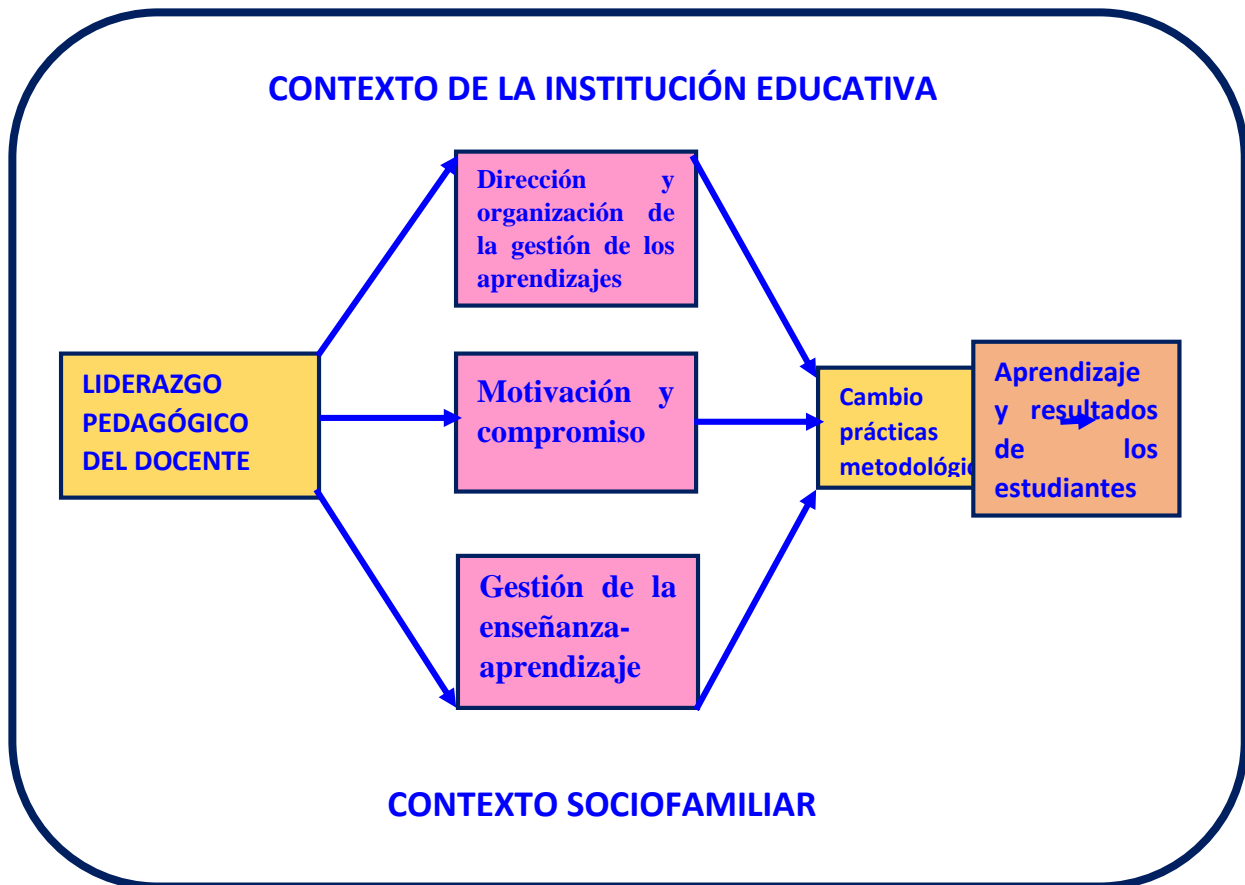 CONTEXTO DE LA INSTITUCIÓN EDUCATIVA
Dirección y
organización de
la gestión de los
aprendizajes
LIDERAZGO
PEDAGÓGICO
DEL DOCENTE
Motivación y
compromiso
Cambio
prácticas
Aprendizaje
y resultados
de los
estudiantes
Gestión de la
enseñanza-
aprendizaje
CONTEXTO SOCIOFAMILIAR